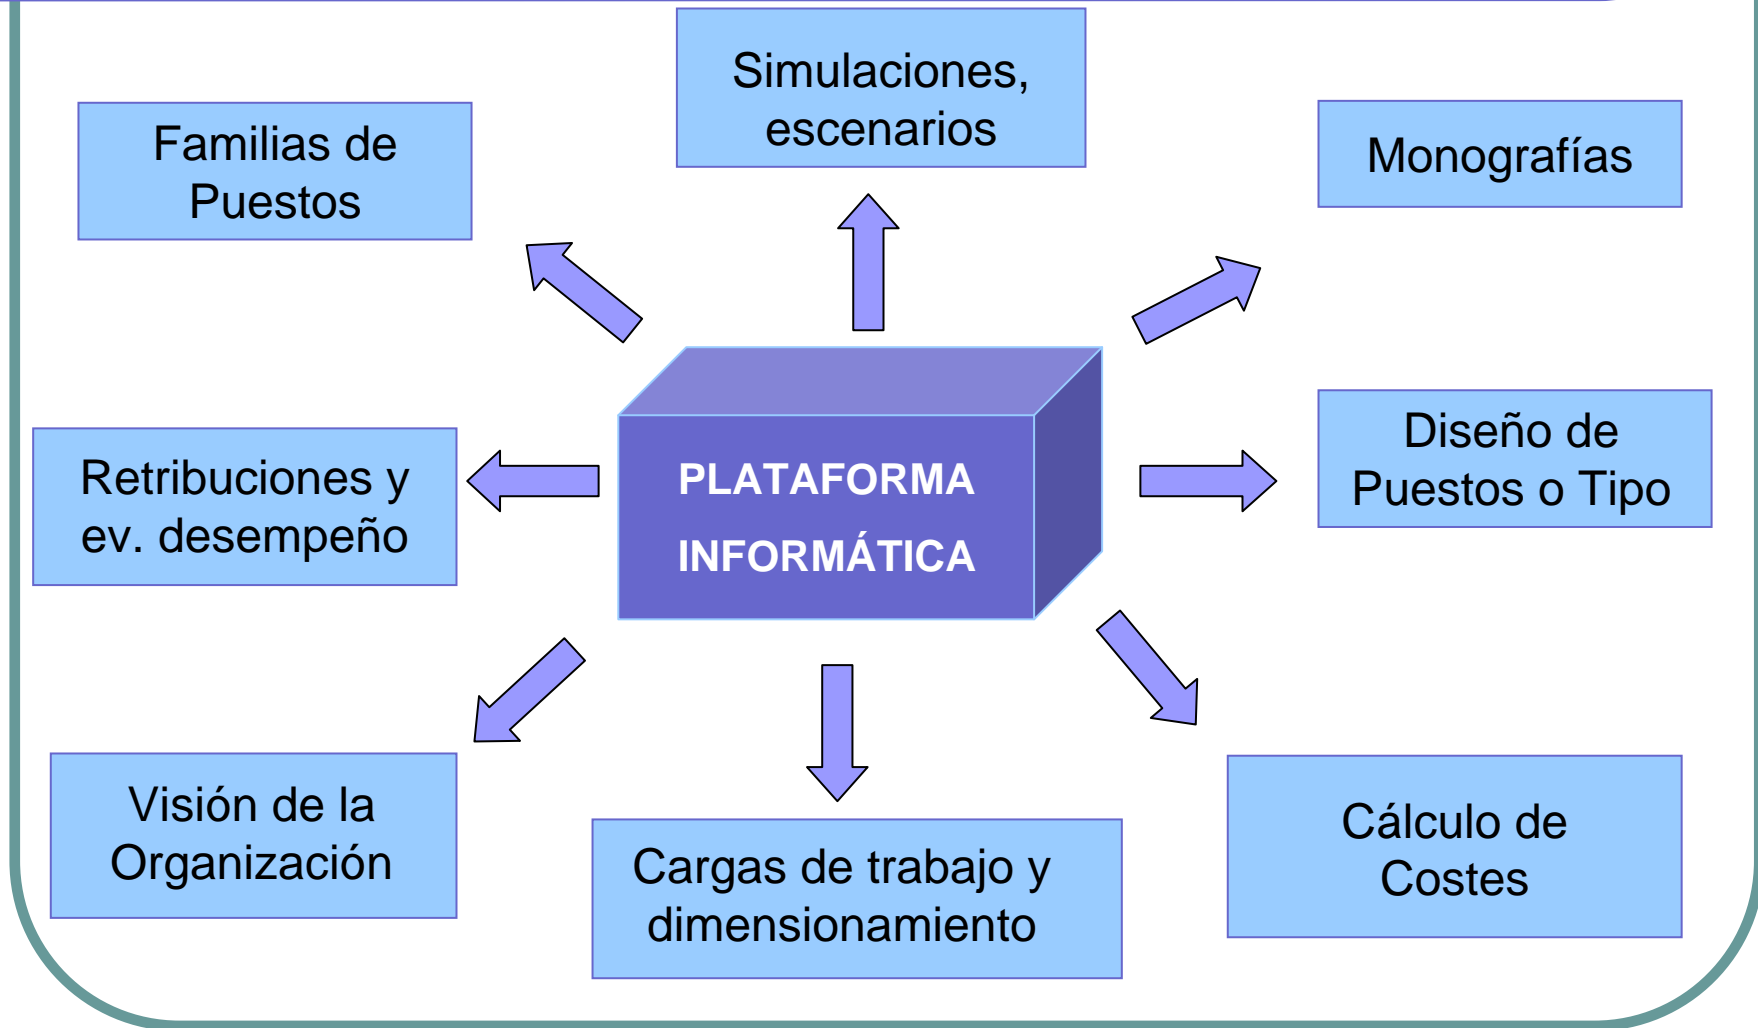 Simulaciones,
escenarios
Familias de
Puestos
Monografías
Retribuciones y
ev. desempeño
PLATAFORMA
INFORMÁTICA
Diseño de
Puestos o Tipo
Visión de la
Organización
Cargas de trabajo y
dimensionamiento
Cálculo de
Costes